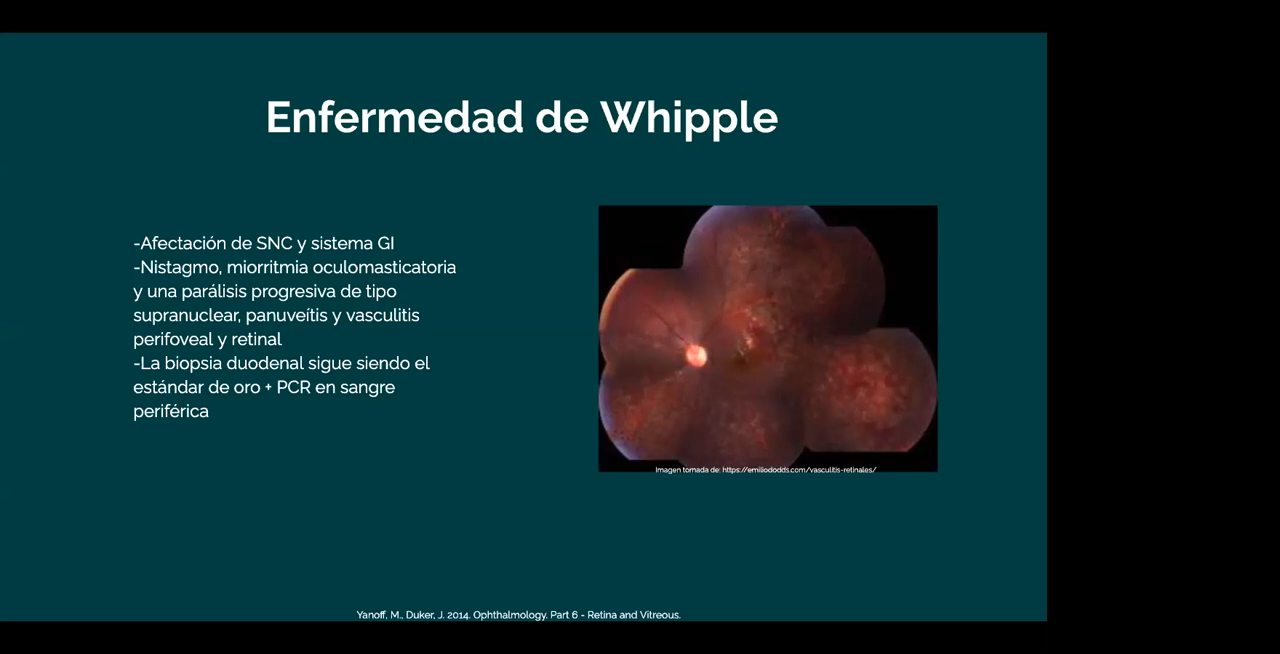 Enfermedad de Whipple
-Afectación de SNC y sistema GI
-Nistagmo, miorritmia oculomasticatoria
y una parálisis progresiva de tipo
supranuclear, panuveítis y vasculitis
perifoveal y retinal
-La biopsia duodenal sigue siendo el
estándar de oro + PCR en sangre
periférica
Imagen tomada de: https://emiliododds.com/vasculitis-retinales/
Yanoff, M., Duker, J. 2014. Ophthalmology. Part 6 - Retina and Vitreous.